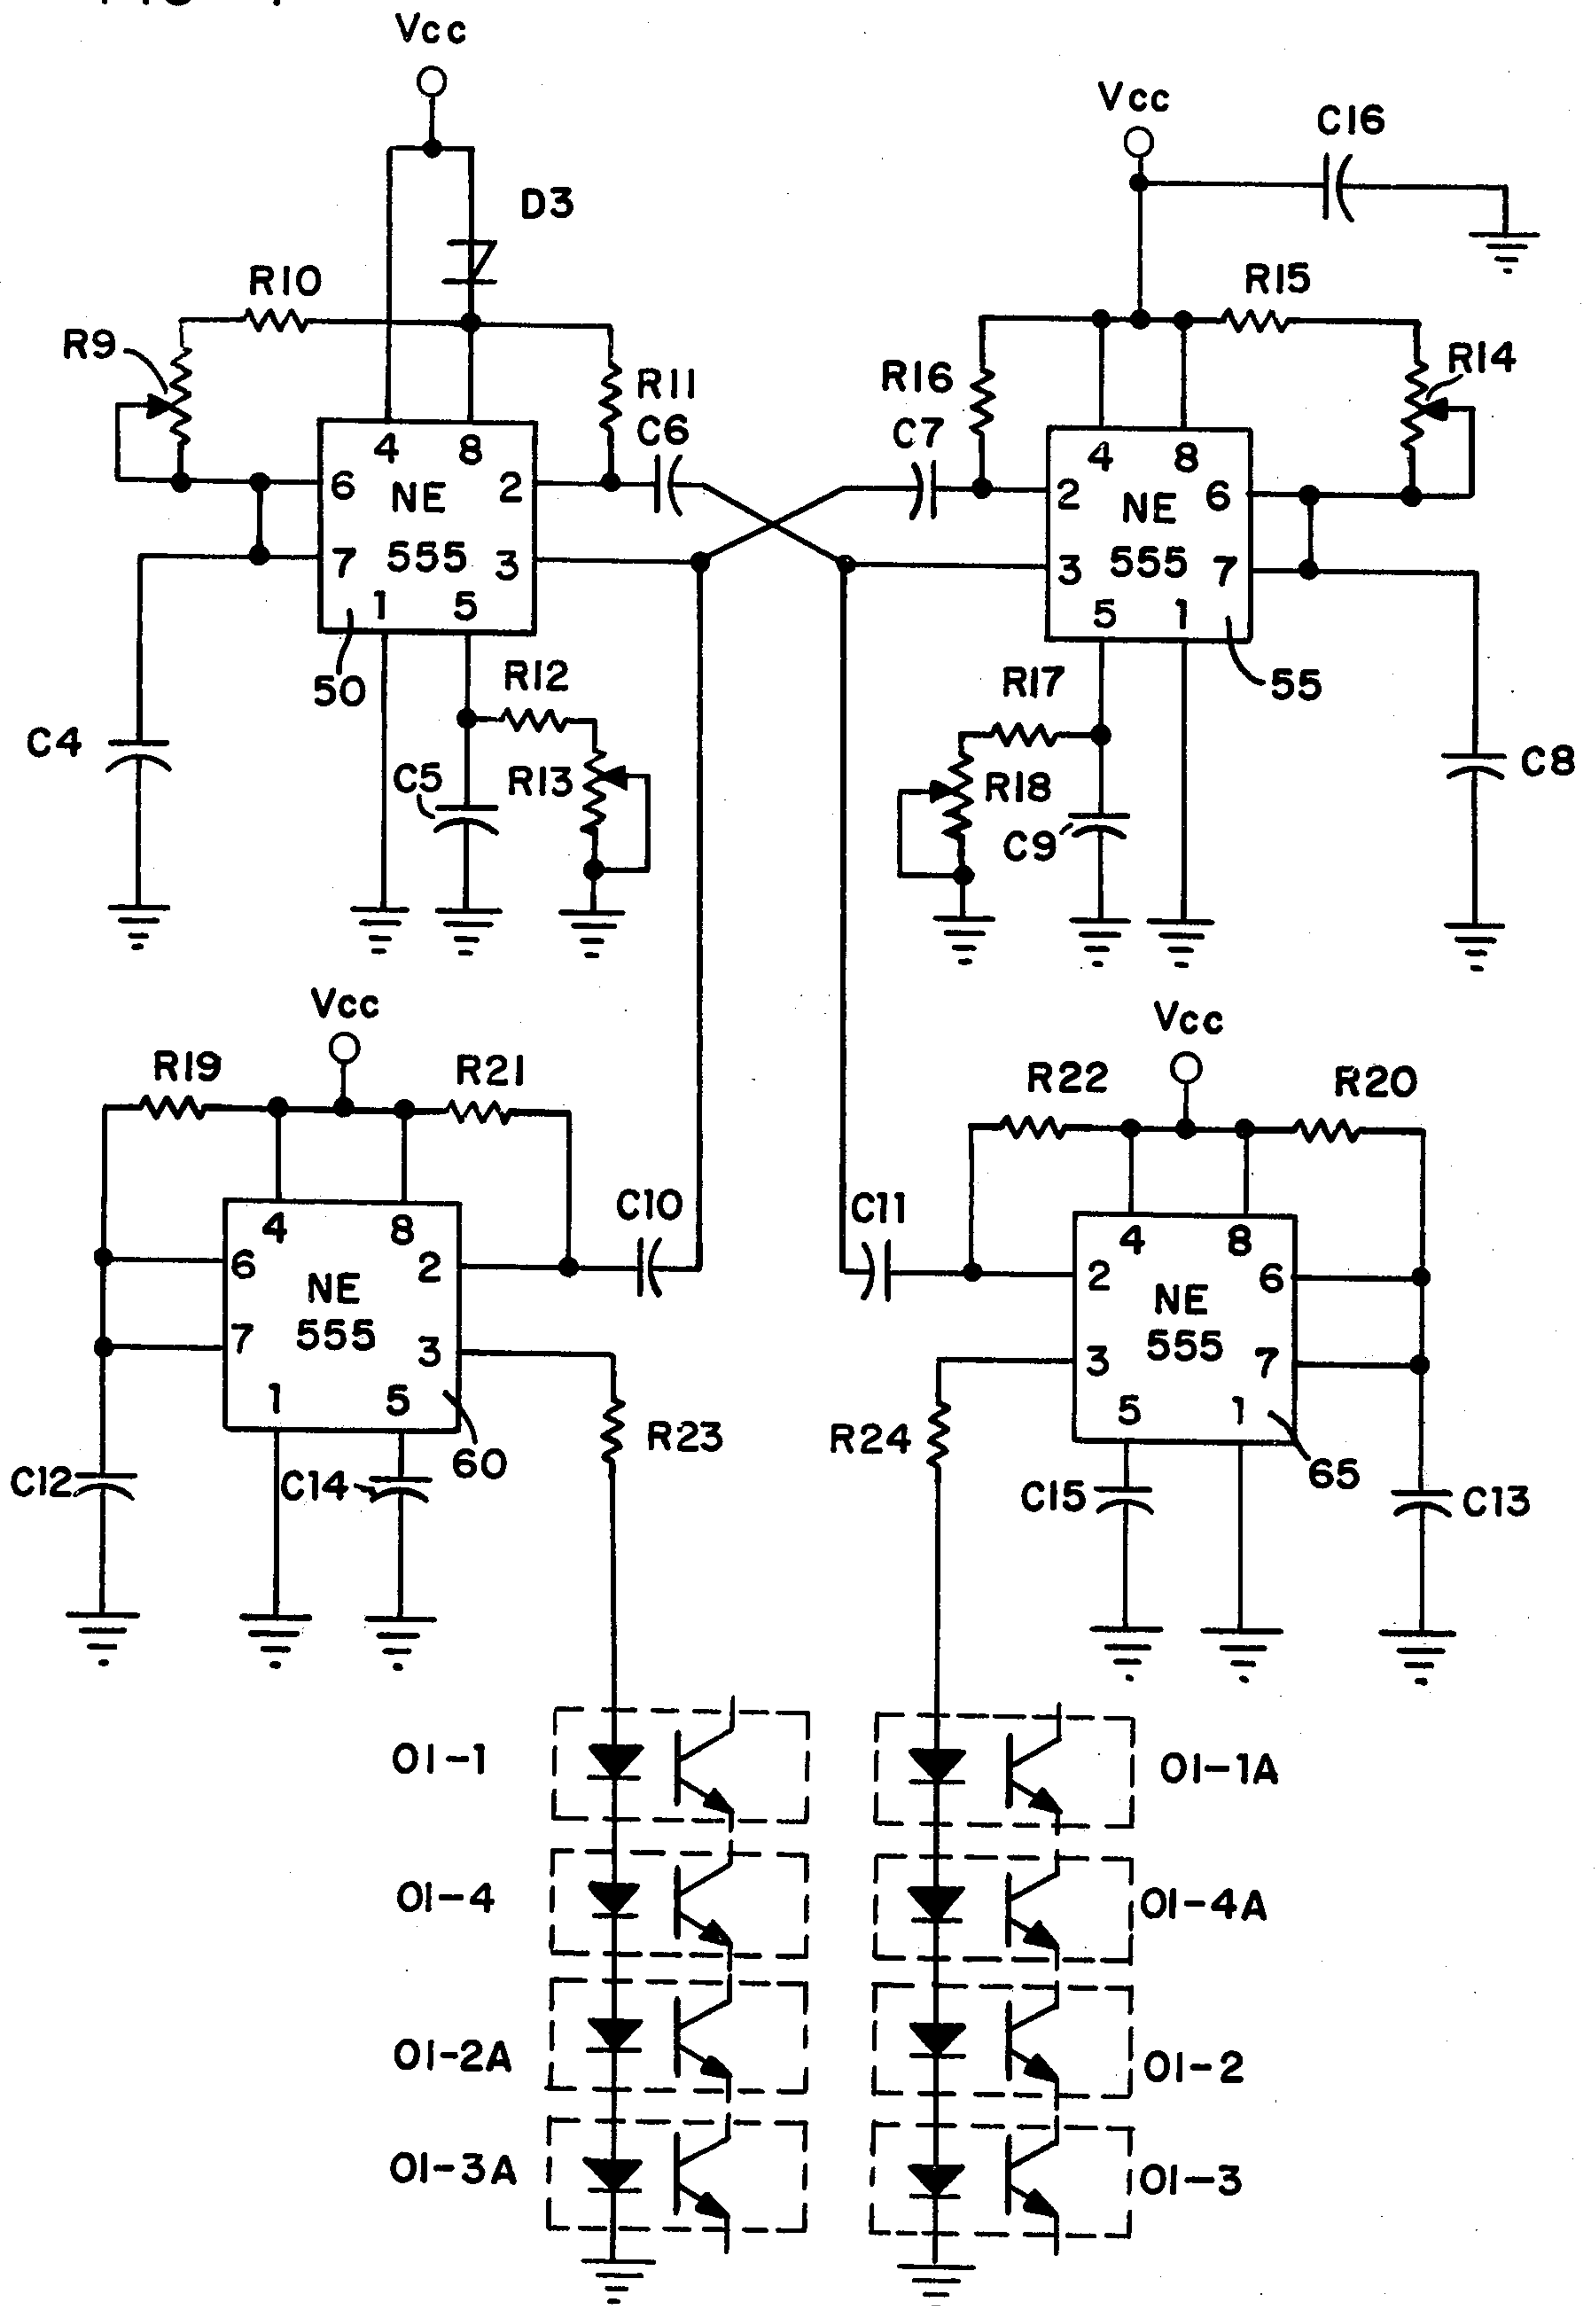 Vcc
Vcc
C16
D3
R10
R15
R9
R11
R16
R14
C6
C7
4 8
6 NE 2
7 555 3
1 5
4 8
2 NE 6
3 555 7
5 1
50
R12
R17
55
C4
C5
R13
R18
C9
C8
Vcc
Vcc
R19
R21
R22
R20
C10
C11
4 8
6 NE 2
7 555 3
1 5
4 8
2 NE 6
3 555 7
5 1
R23
R24
C12
C14
60
C15
65
C13
OI-1
OI-1A
OI-4
OI-4A
OI-2A
OI-2
OI-3A
OI-3